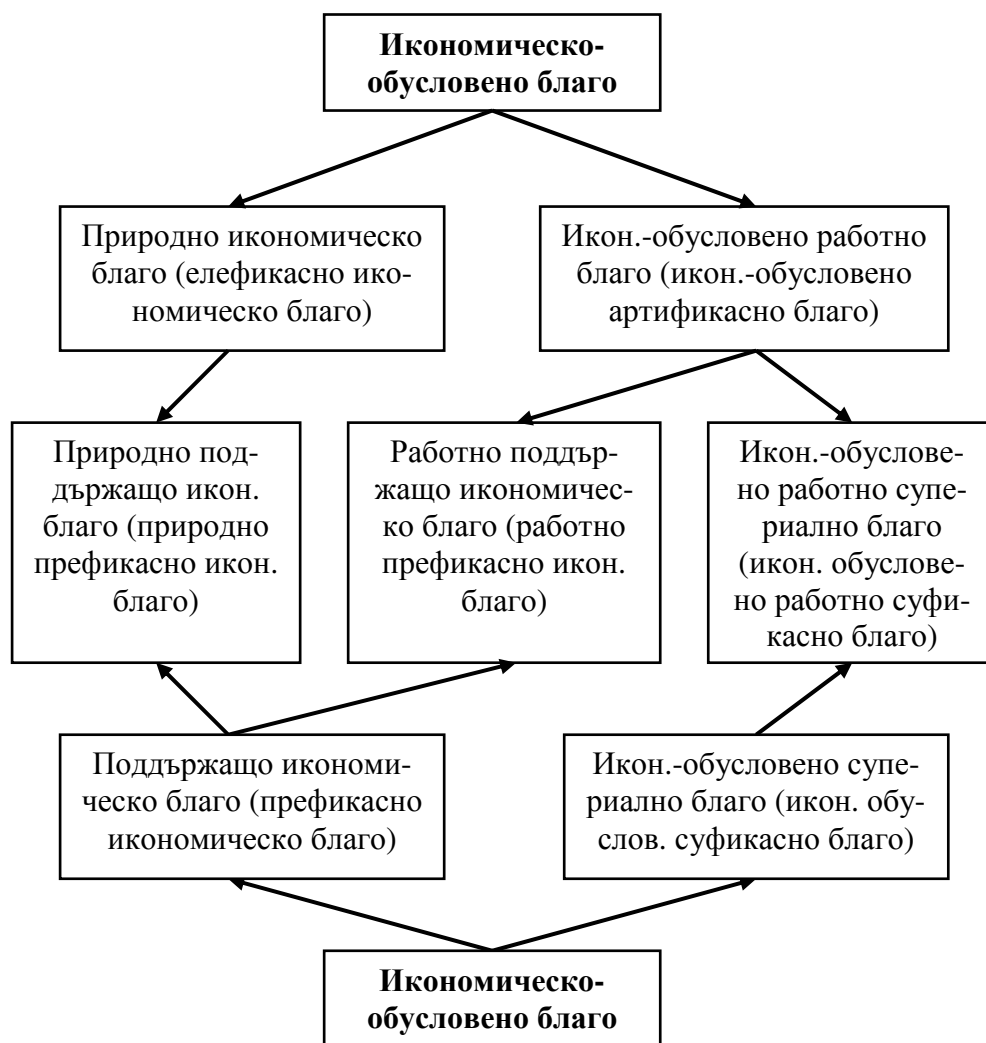 Икономическо-
обусловено благо
Природно икономическо
благо (елефикасно ико-
номическо благо)
Икон.-обусловено работно
благо (икон.-обусловено
артификасно благо)
Природно под-
държащо икон.
благо (природно
префикасно икон.
благо)
Работно поддър-
жащо икономичес-
ко благо (работно
префикасно икон.
благо)
Икон.-обуслове-
но работно супе-
риално благо
(икон. обуслове-
но работно суфи-
касно благо)
Поддържащо икономи-
ческо благо (префикасно
икономическо благо)
Икон.-обусловено супе-
риално благо (икон. обу-
слов. суфикасно благо)
Икономическо-
обусловено благо